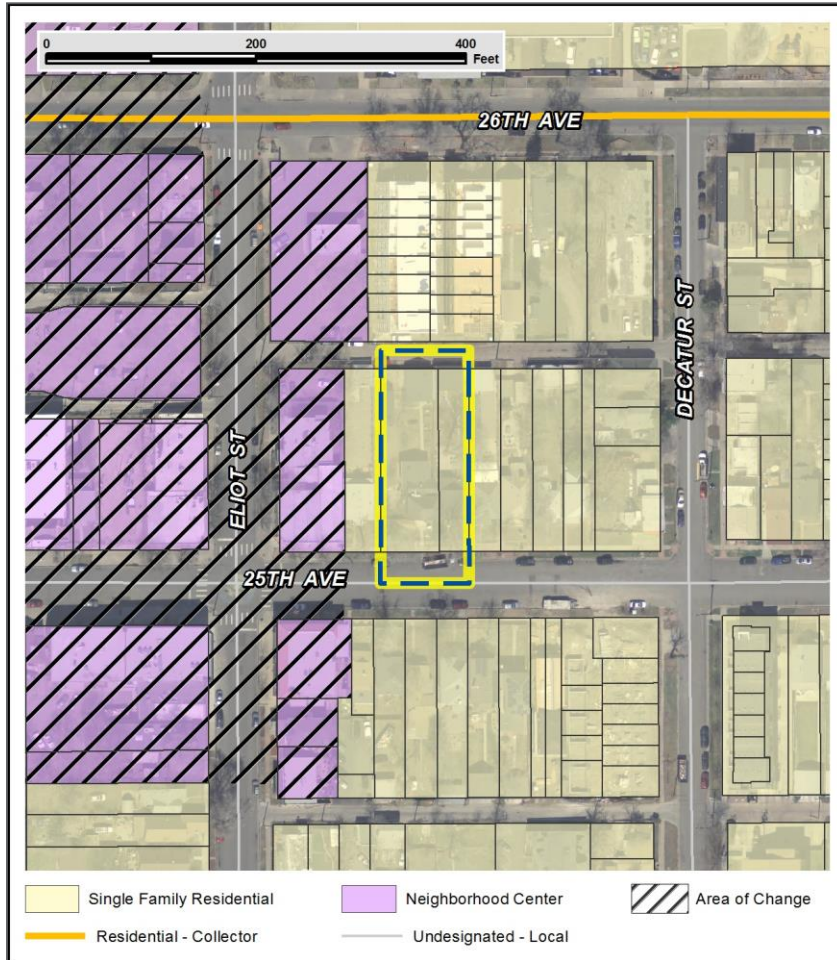 0 200 400
Feet
26TH AVE
DECATUR ST
ELIOT ST
25TH AVE
Single Family Residential
Neighborhood Center
Area of Change
Residential - Collector
Undesignated - Local